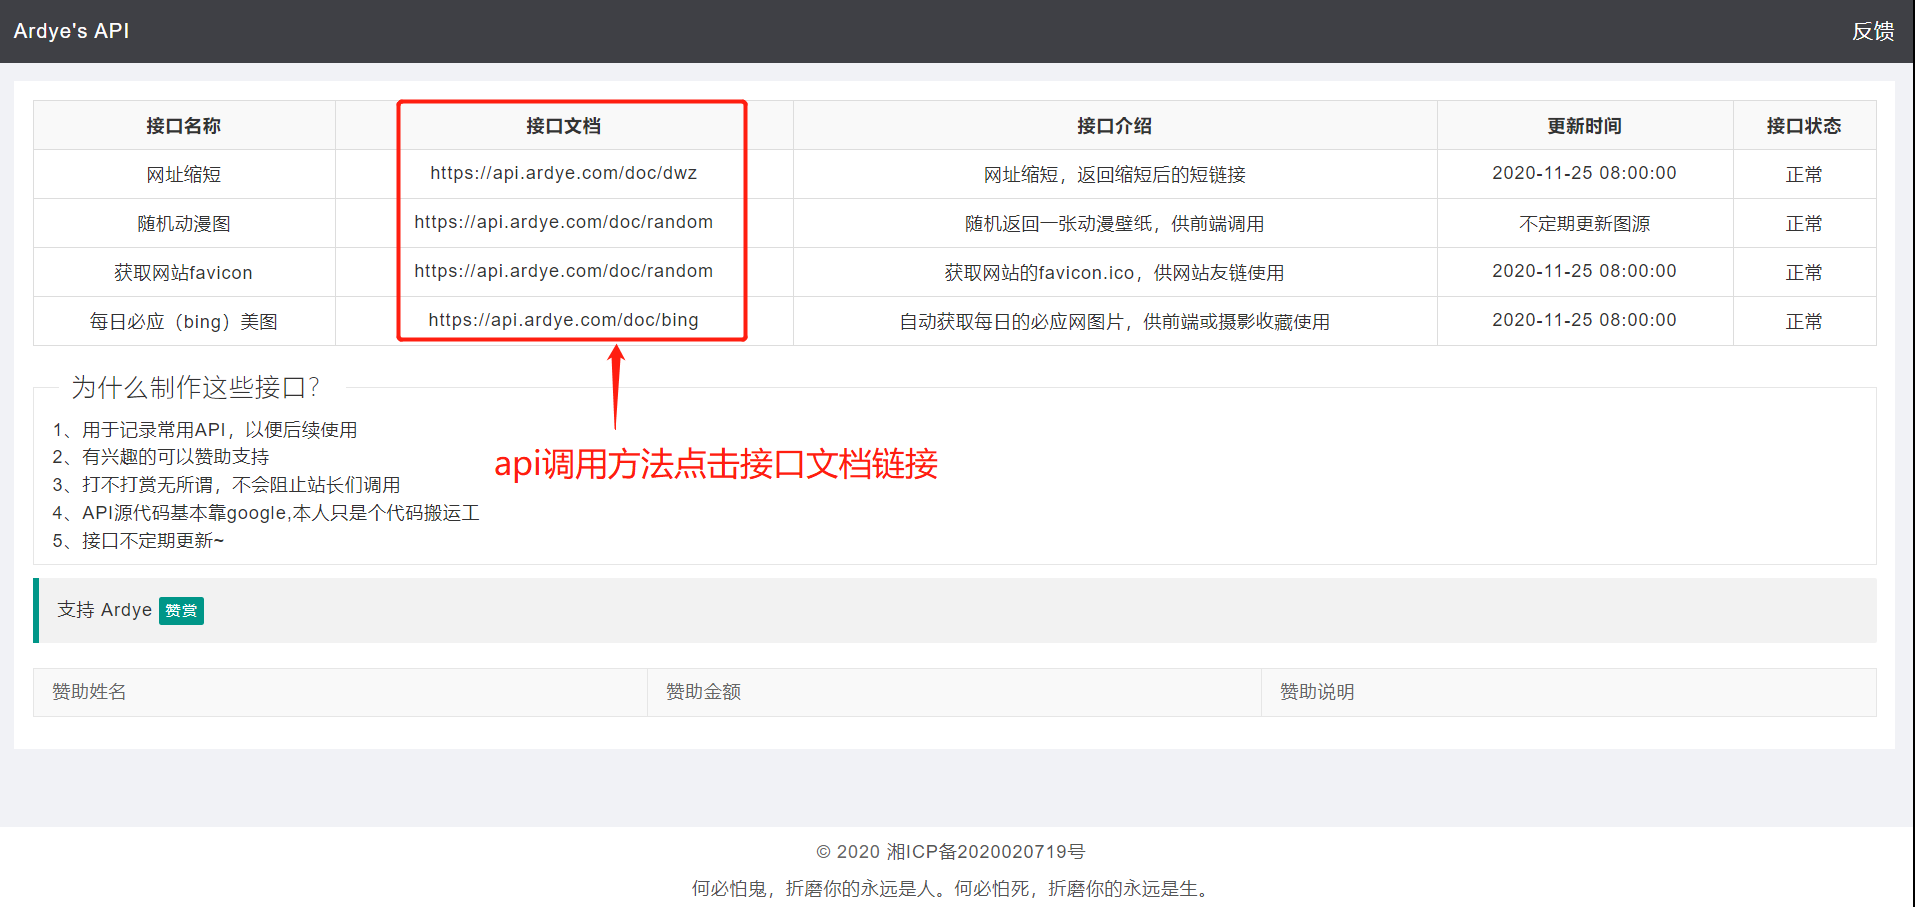 Ardye's API
反馈
接口名称 接口文档 接口介绍 更新时间 接口状态
网址缩短 https://api.ardye.com/doc/dwz 网址缩短，返回缩短后的短链接 2020-11-25 08:00:00 正常
随机动漫图 https://api.ardye.com/doc/random 随机返回一张动漫壁纸，供前端调用 不定期更新图源 正常
获取网站favicon https://api.ardye.com/doc/random 获取网站的favicon.ico，供网站友链使用 2020-11-25 08:00:00 正常
每日必应（bing）美图 https://api.ardye.com/doc/bing 自动获取每日的必应网图片，供前端或摄影收藏使用 2020-11-25 08:00:00 正常
为什么制作这些接口？
1、用于记录常用API，以便后续使用
2、有兴趣的可以赞助支持
3、打不打赏无所谓，不会阻止站长们调用
4、API源代码基本靠google,本人只是个代码搬运工
5、接口不定期更新~
api调用方法点击接口文档链接
支持 Ardye 赞赏
赞助姓名 赞助金额 赞助说明
© 2020 湘ICP备2020020719号
何必怕鬼，折磨你的永远是人。何必怕死，折磨你的永远是生。